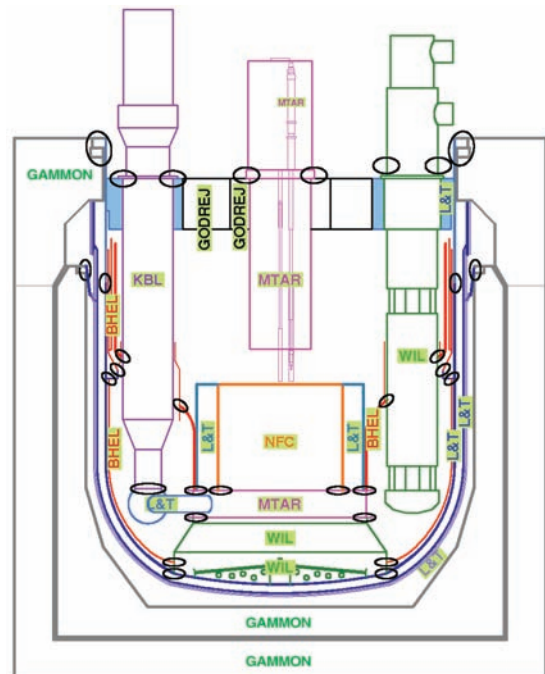 MTAR
GAMMON
L&T
GODREJ
GODREJ
KBL
MTAR
BHEL
WIL
L&T
L&T
BHEL
L&T
NFC
L&T
BHEL
L&T
MTAR
WIL
WIL
L&T
GAMMON
GAMMON